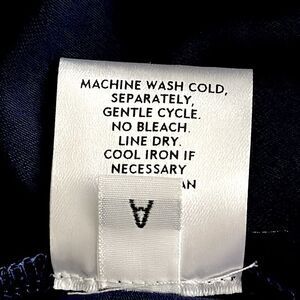 MACHINE WASH COLD,
SEPARATELY,
GENTLE CYCLE.
NO BLEACH.
LINE DRY.
COOL IRON IF
NECESSARY
A